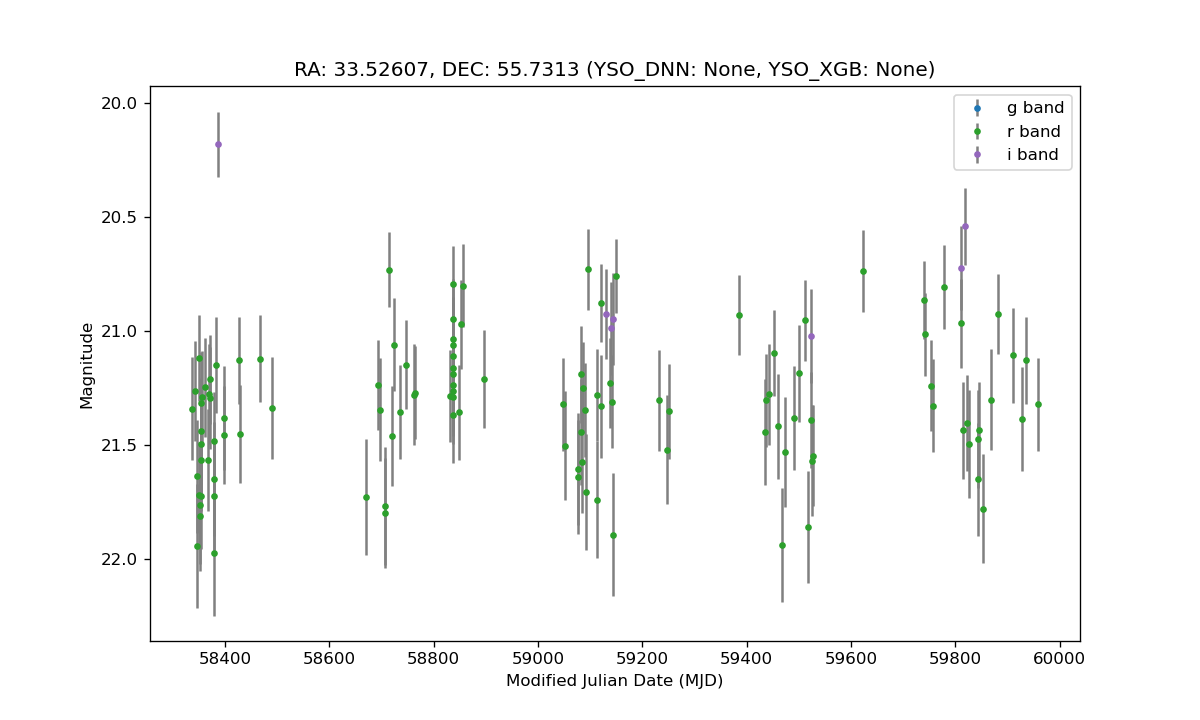 RA: 33.52607, DEC: 55.7313 (YSO_DNN: None, YSO_XGB: None)
g band
r band
i band
Magnitude
20.0
20.5
21.0
21.5
22.0
58400 58600 58800 59000 59200 59400 59600 59800 60000
Modified Julian Date (MJD)